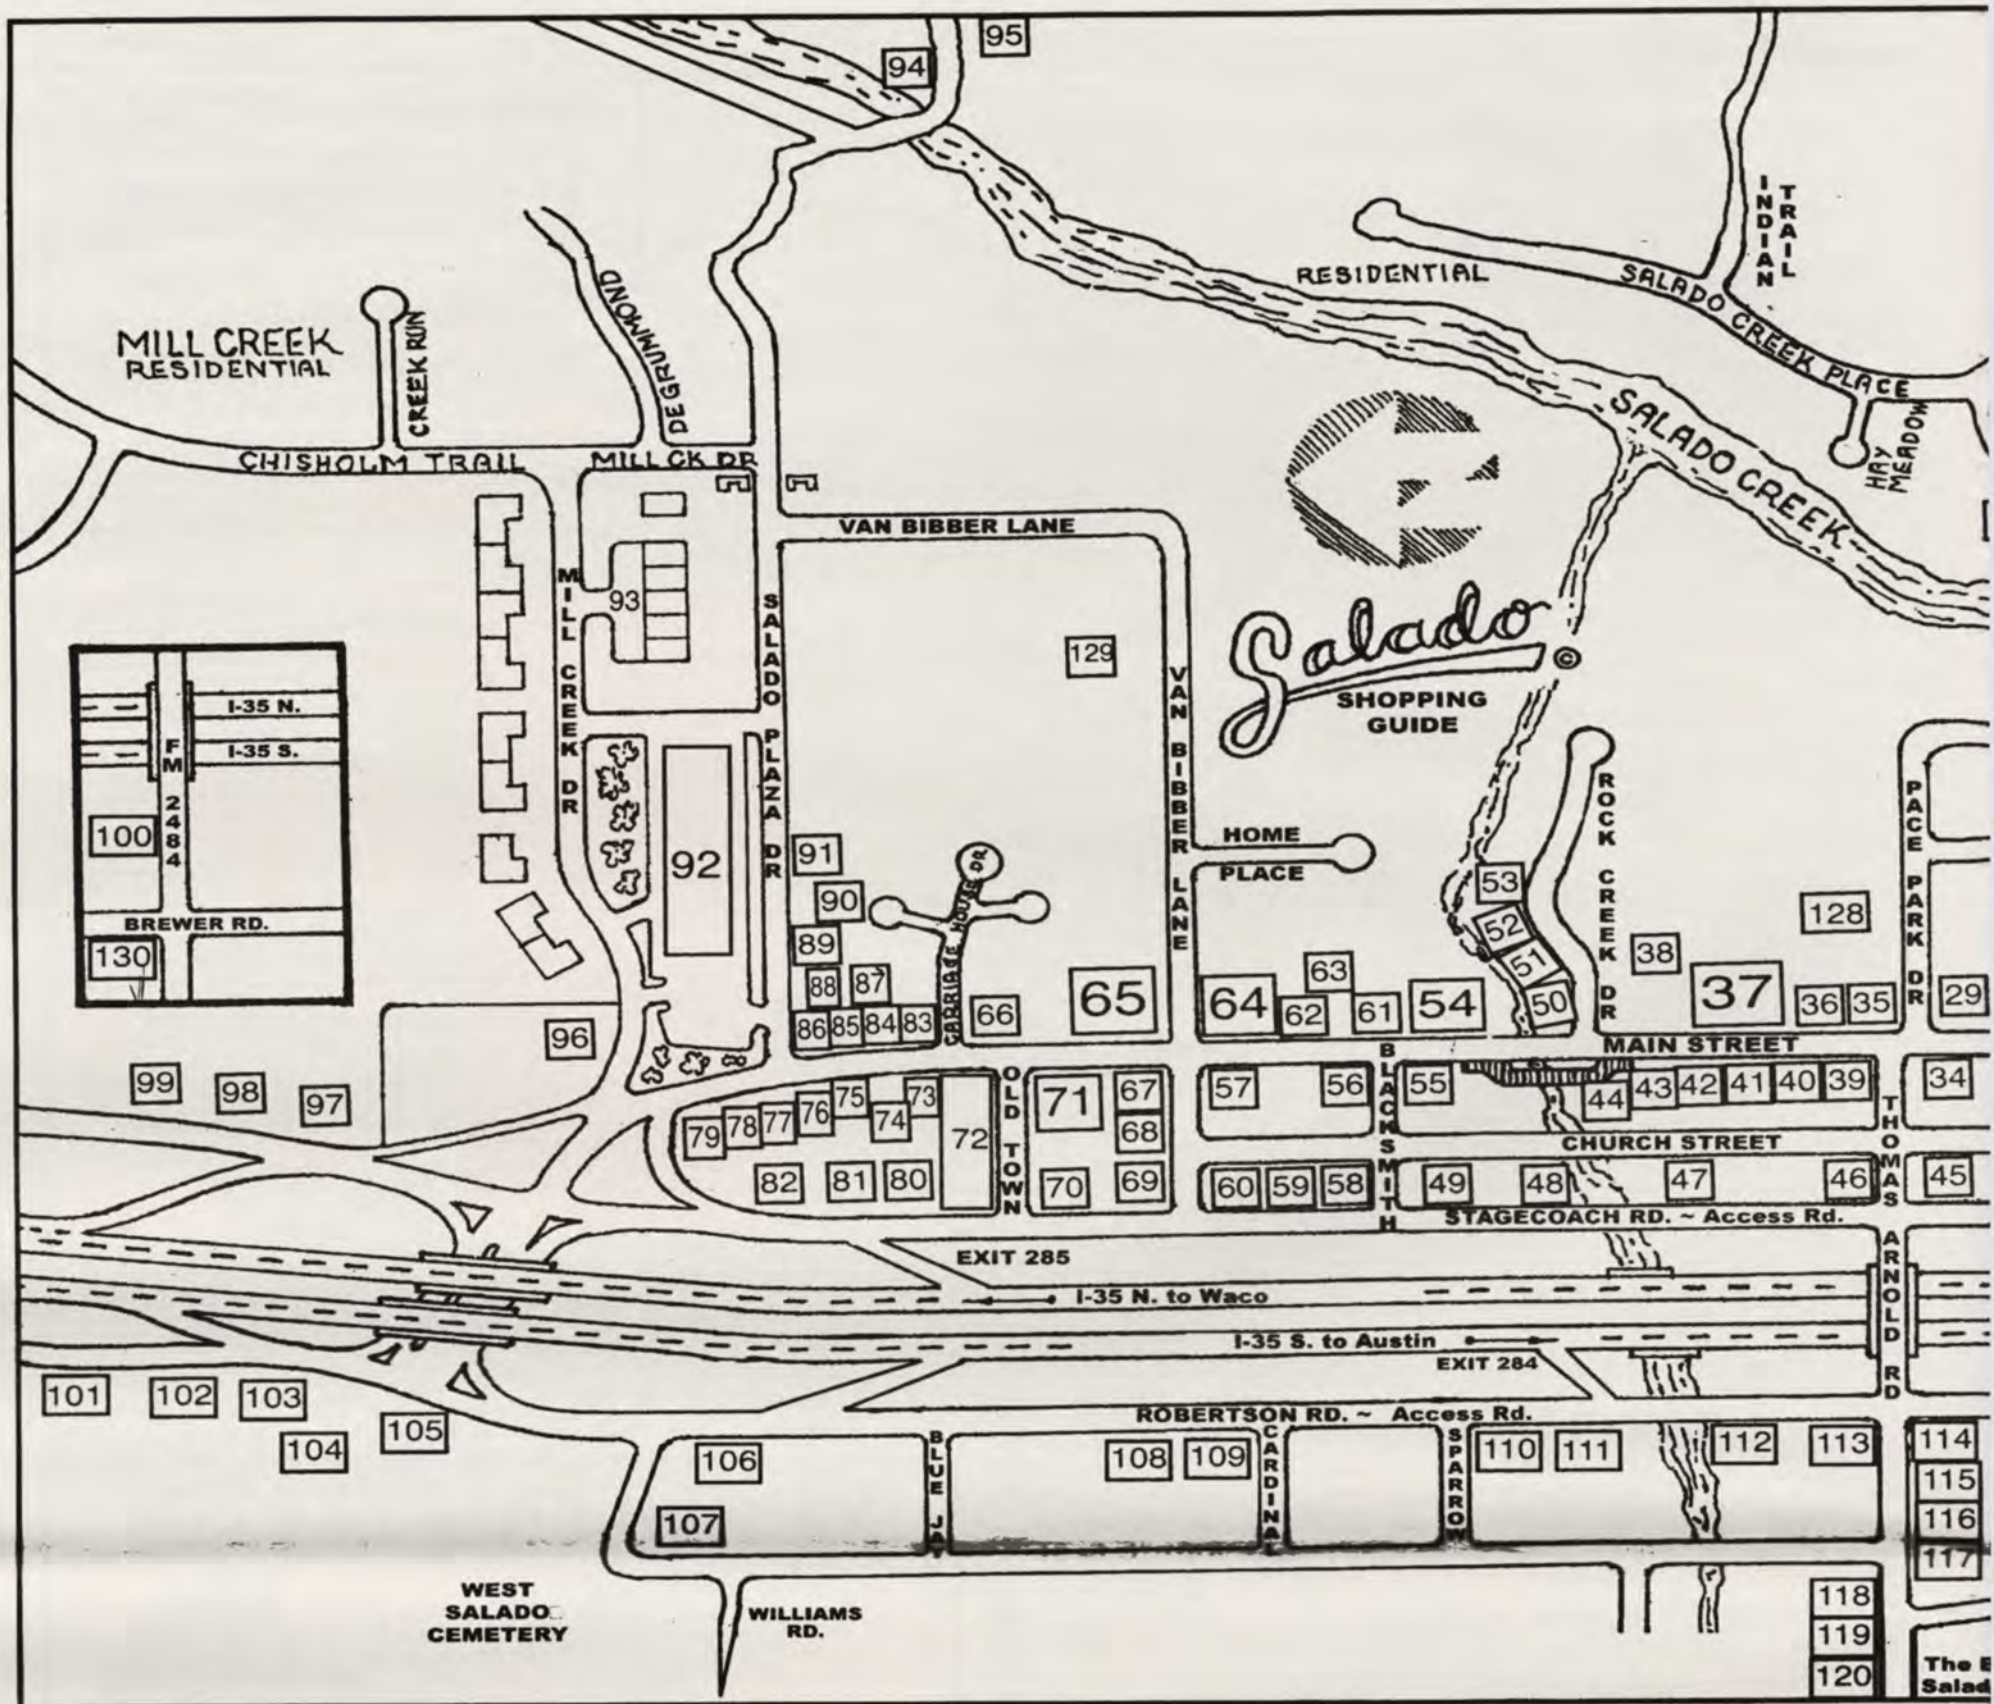 95
94
INDIAN
TRAIL
RESIDENTIAL
SALADO CREEK PLACE
HAY
MEADOW
SALADO CREEK
MILL CREEK
RESIDENTIAL
CREEK RUN
DEGRUMMOND
CHISHOLM TRAIL
MILL CK DR
VAN BIBBER LANE
MILL CREEK DR
93
SALADO PLAZA DR
129
VAN BIBBER LANE
Salado ©
SHOPPING
GUIDE
I-35 N.
I-35 S.
FM 2484
100
BREWER RD.
130
92
91
90
89
88
87
86
85
84
83
CARRIAGE HOUSE DR
66
65
HOME
PLACE
64
63
62
61
54
53
52
51
50
ROCK CREEK DR
38
37
128
36
35
PACE PARK DR
29
96
99
98
97
MAIN STREET
79
78
77
76
75
74
73
72
82
81
80
OLD TOWN
71
67
68
70
69
57
56
BLACKSMITH
55
44
43
42
41
40
39
34
CHURCH STREET
60
59
58
49
48
47
46
45
THOMAS ARNOLD RD
STAGECOACH RD. ~ Access Rd.
EXIT 285
I-35 N. to Waco
I-35 S. to Austin
EXIT 284
ROBERTSON RD. ~ Access Rd.
101
102
103
104
105
106
107
BLUE JAY
108
109
CARDINAL
SPARROW
110
111
112
113
114
115
116
117
118
119
120
WEST
SALADO
CEMETERY
WILLIAMS
RD.
The
Salad